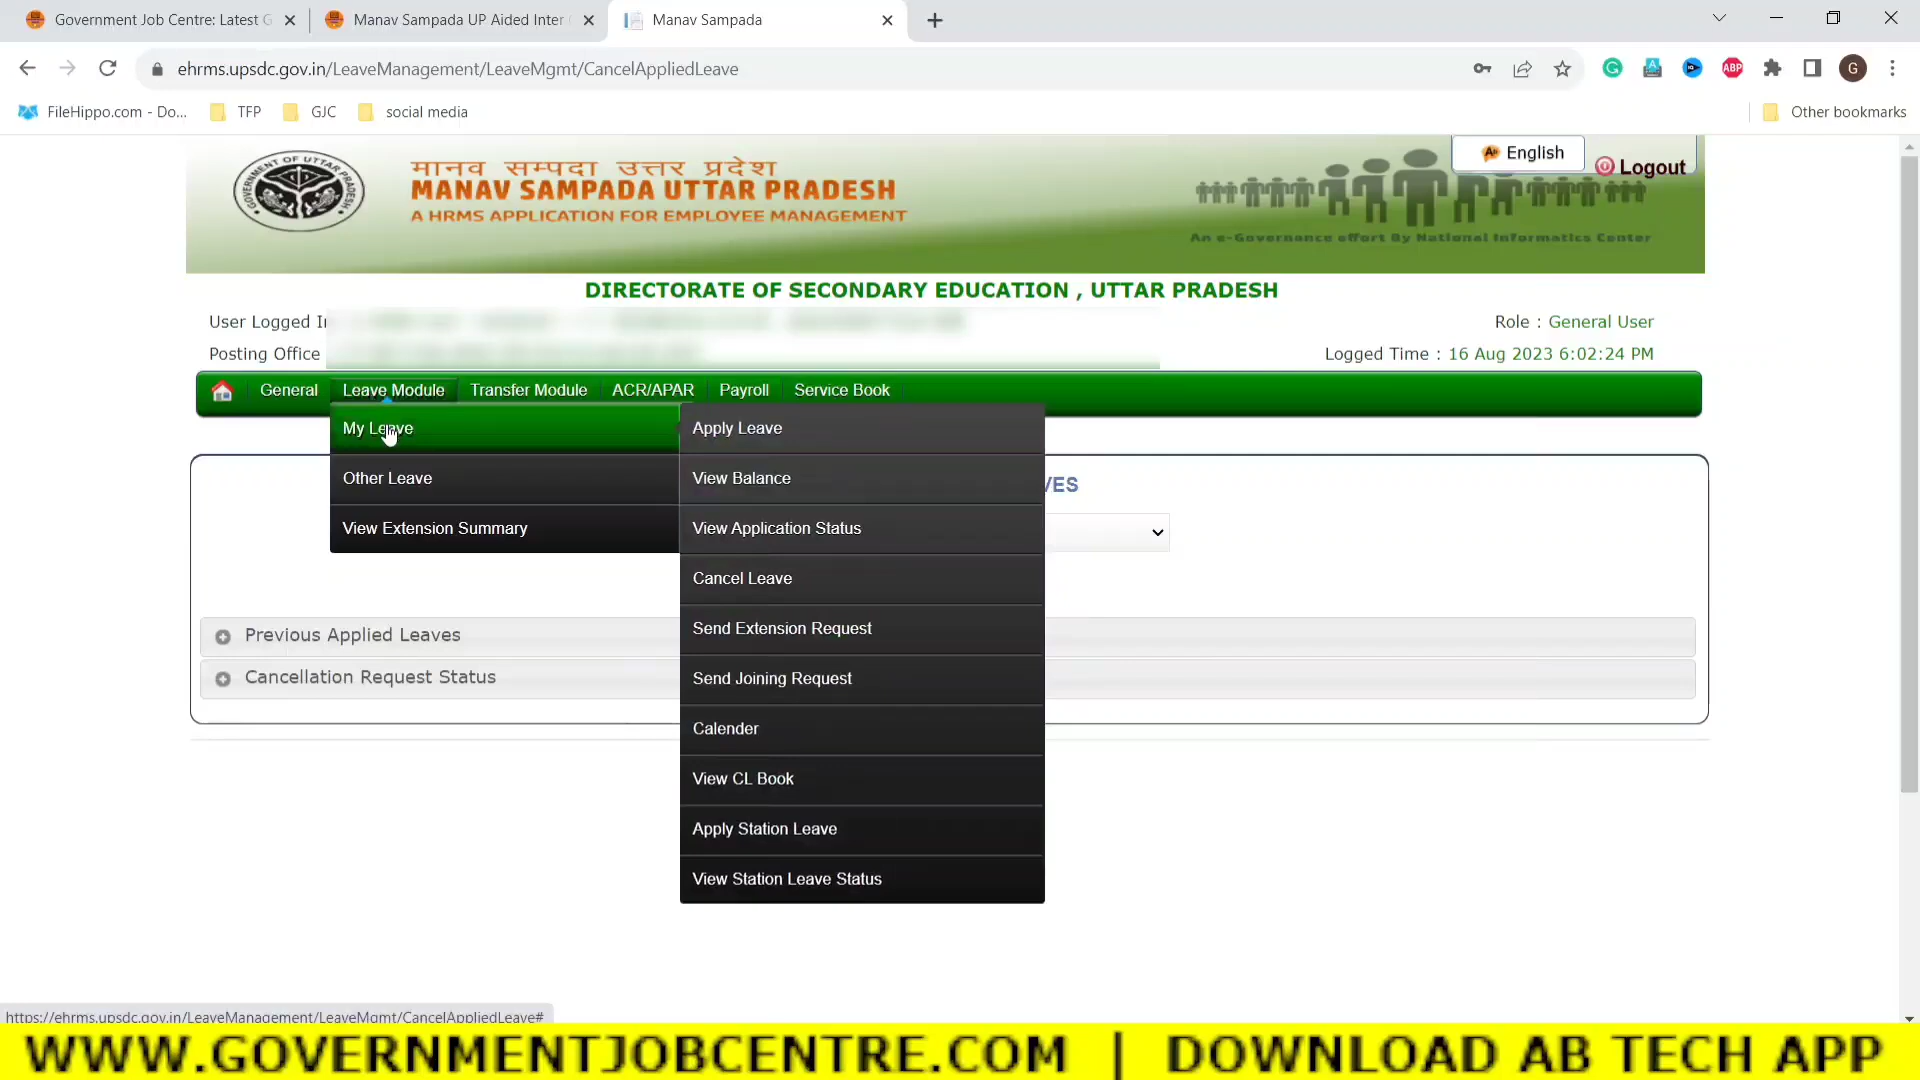 Government Job Centre: Latest G
Manav Sampada UP Aided Inter
Manav Sampada
ehrms.upsdc.gov.in/LeaveManagement/LeaveMgmt/CancelAppliedLeave
ABP
G
FileHippo.com - Do...
TFP
GJC
social media
Other bookmarks
मानव सम्पदा उत्तर प्रदेश
MANAV SAMPADA UTTAR PRADESH
A HRMS APPLICATION FOR EMPLOYEE MANAGEMENT
English
Logout
An e-Governance effort By National Informatics Center
DIRECTORATE OF SECONDARY EDUCATION , UTTAR PRADESH
User Logged In
Role : General User
Posting Office
Logged Time : 16 Aug 2023 6:02:24 PM
General
Leave Module
Transfer Module
ACR/APAR
Payroll
Service Book
My Leave
Other Leave
View Extension Summary
Apply Leave
View Balance
View Application Status
Cancel Leave
Send Extension Request
Send Joining Request
Calender
View CL Book
Apply Station Leave
View Station Leave Status
VES
Previous Applied Leaves
Cancellation Request Status
https://ehrms.upsdc.gov.in/LeaveManagement/LeaveMgmt/CancelAppliedLeave#
WWW.GOVERNMENTJOBCENTRE.COM | DOWNLOAD AB TECH APP